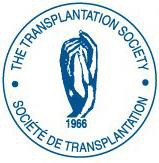 THE TRANSPLANTATION SOCIETY
1966
SOCIÉTÉ DE TRANSPLANTATION